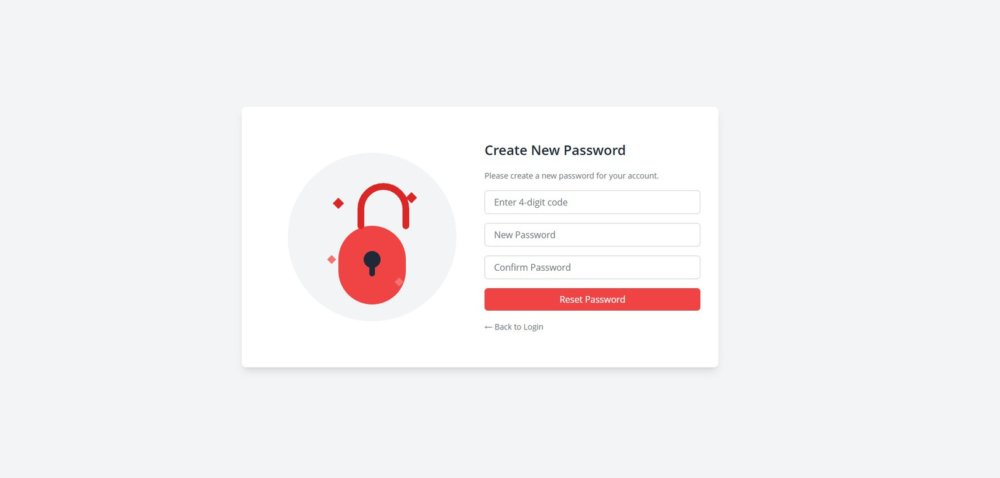 Create New Password
Please create a new password for your account.
Enter 4-digit code
New Password
Confirm Password
Reset Password
← Back to Login